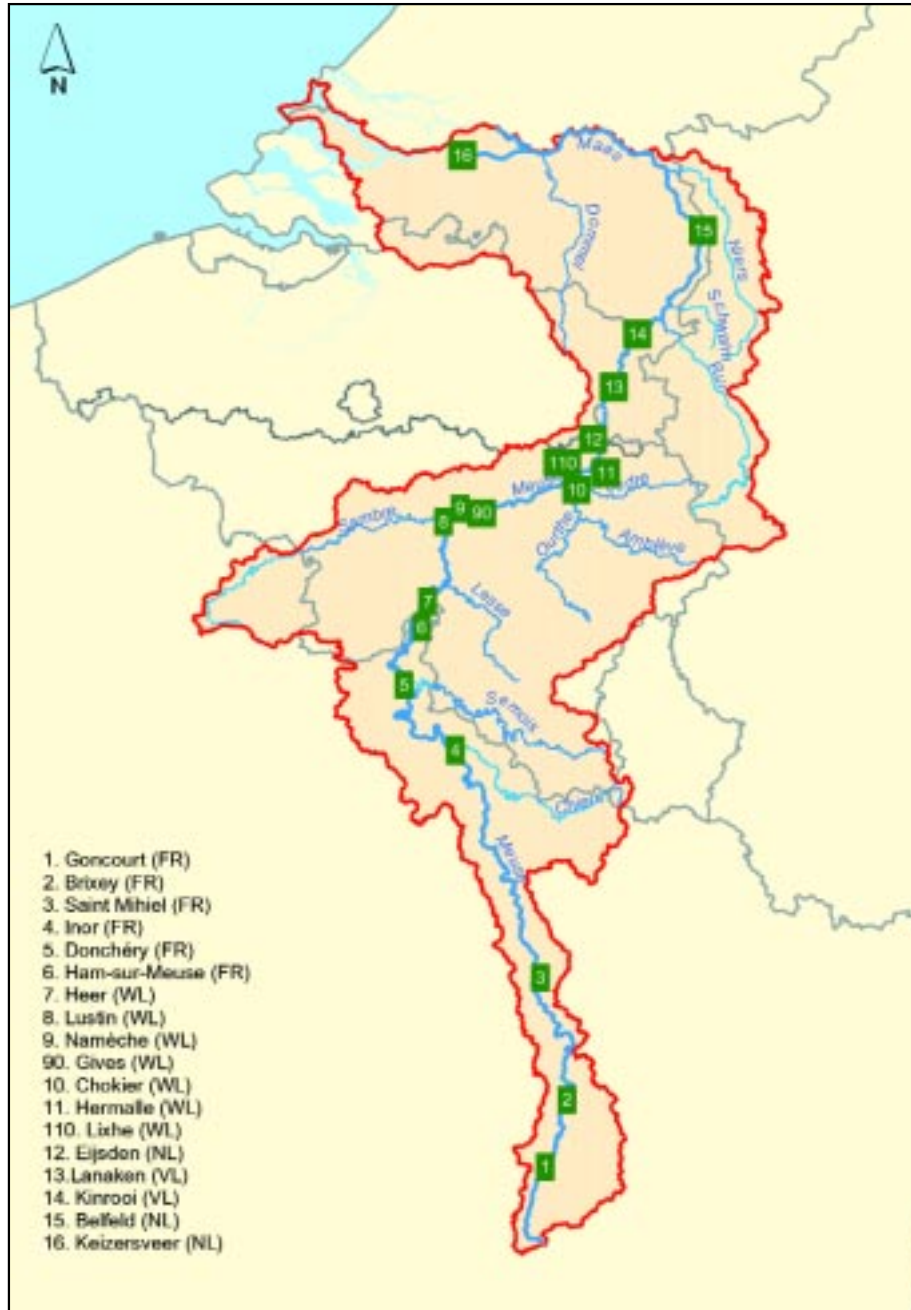 N
16
Maas
15
Dommel
Niers
Schwalm
Rur
14
13
12
110
11
Meuse
10
9
90
8
Sambre
Ourthe
Amblève
7
Lesse
6
5
Semois
4
Chiers
Meuse
3
2
1
1. Goncourt (FR)
2. Brixey (FR)
3. Saint Mihiel (FR)
4. Inor (FR)
5. Donchéry (FR)
6. Ham-sur-Meuse (FR)
7. Heer (WL)
8. Lustin (WL)
9. Namèche (WL)
90. Gives (WL)
10. Chokier (WL)
11. Hermalle (WL)
110. Lixhe (WL)
12. Eijsden (NL)
13.Lanaken (VL)
14. Kinrooi (VL)
15. Belfeld (NL)
16. Keizersveer (NL)